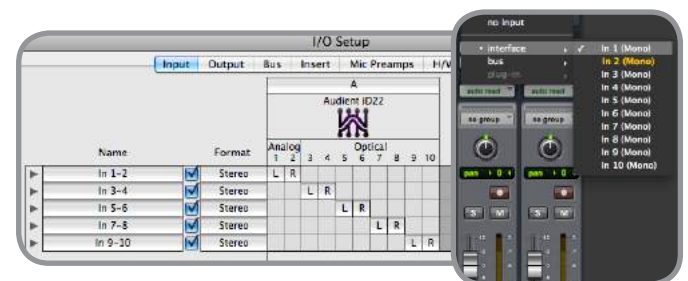 I/O Setup
Input Output Bus Insert Mic Preamps H/W
A
Audient iD22
Analog Optical
Name Format 1 2 3 4 5 6 7 8 9 10
In 1-2 Stereo L R
In 3-4 Stereo L R
In 5-6 Stereo L R
In 7-8 Stereo L R
In 9-10 Stereo L R
no input
interface ✓ In 1 (Mono)
bus In 2 (Mono)
plug-in In 3 (Mono)
In 4 (Mono)
In 5 (Mono)
In 6 (Mono)
In 7 (Mono)
In 8 (Mono)
In 9 (Mono)
In 10 (Mono)
auto read auto read
no group no group
pan 0 pan 0
S M S M